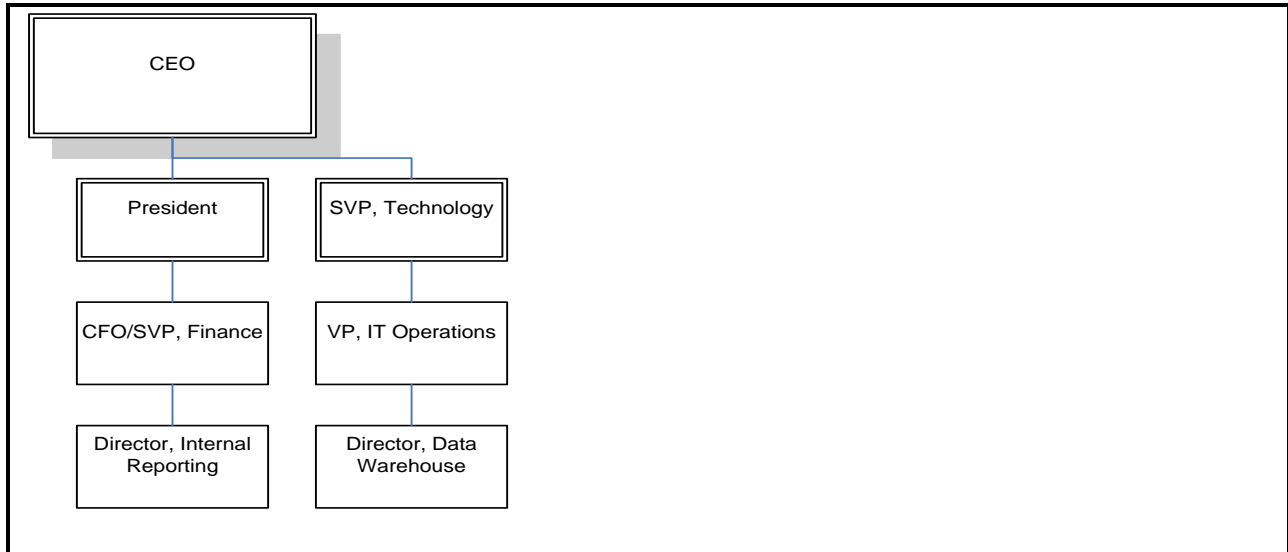 CEO
President
SVP, Technology
CFO/SVP, Finance
VP, IT Operations
Director, Internal
Reporting
Director, Data
Warehouse